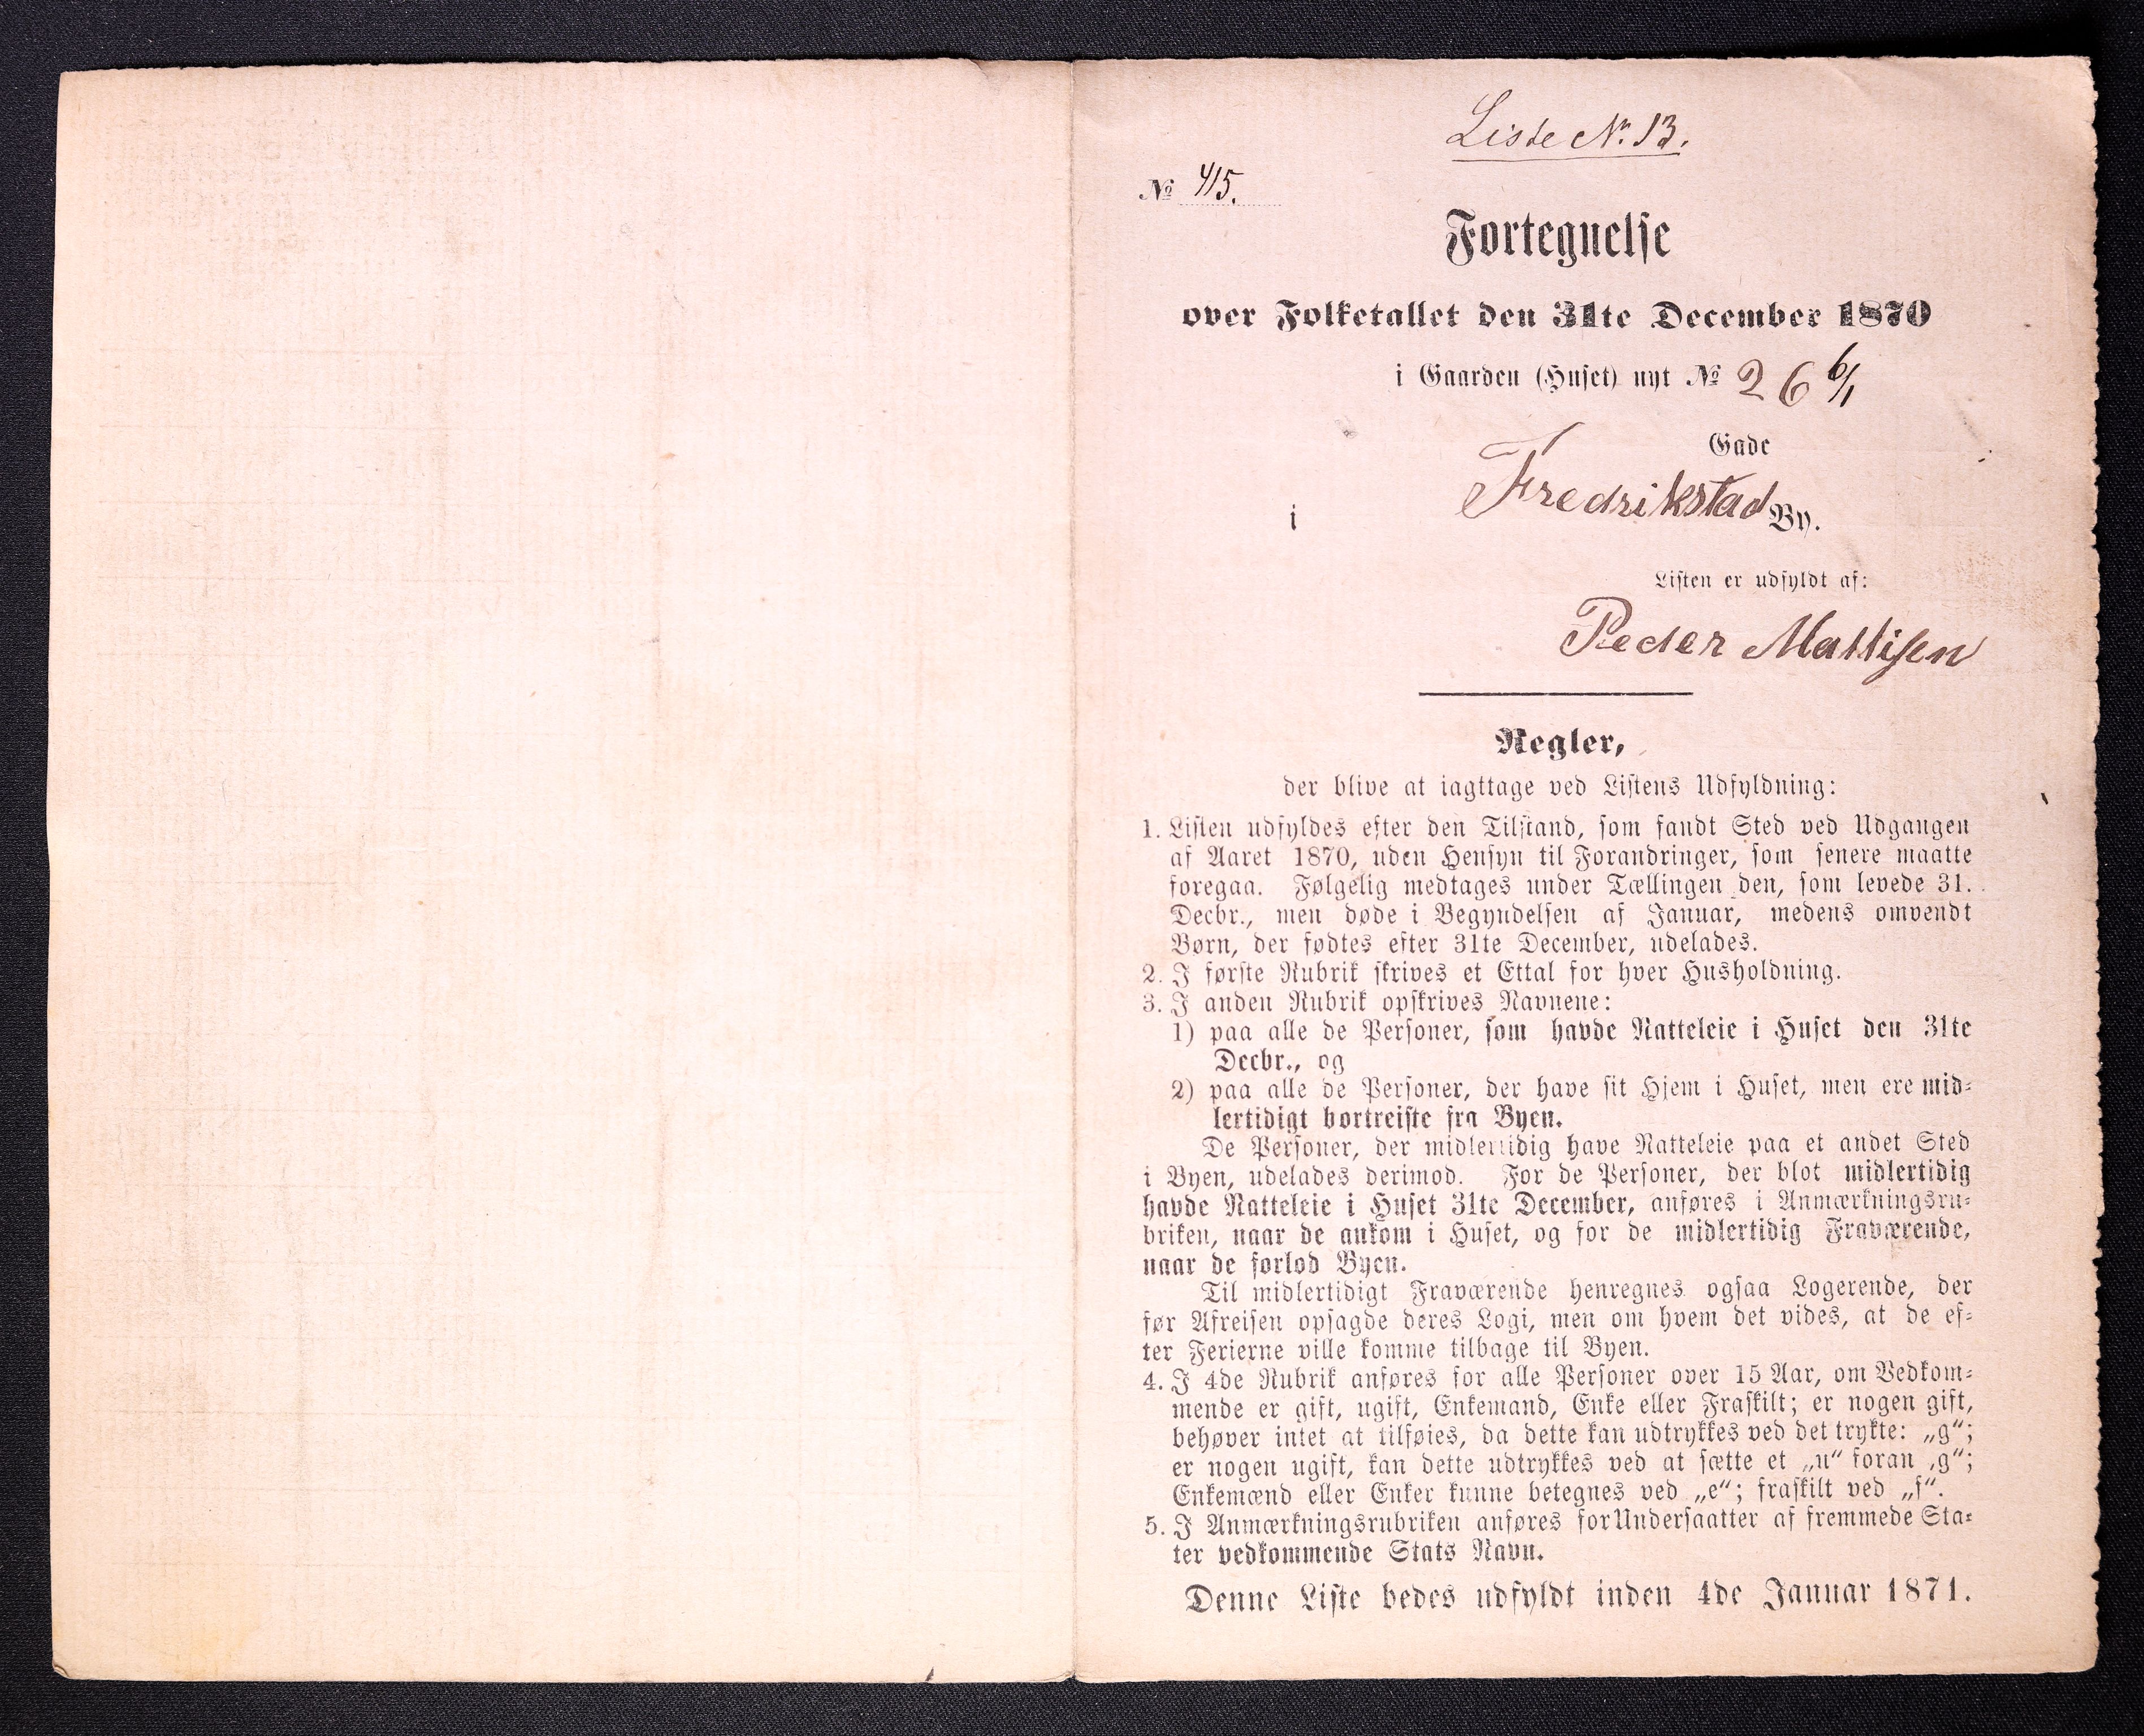 Liste No. 13.
№ 415.
Fortegnelse
over Folketallet den 31te December 1870
i Gaarden (Huset) nyt № 26 6/1
Gade
i Fredrikstad By.
Listen er udfyldt af:
Peder Mattisen
Regler,
der blive at iagttage ved Listens Udfyldning:
1. Listen udfyldes efter den Tilstand, som fandt Sted ved Udgangen
af Aaret 1870, uden Hensyn til Forandringer, som senere maatte
foregaa. Følgelig medtages under Tællingen den, som levede 31.
Decbr., men døde i Begyndelsen af Januar, medens omvendt
Børn, der fødtes efter 31te December, udelades.
2. I første Rubrik skrives et Ettal for hver Husholdning.
3. I anden Rubrik opskrives Navnene:
1) paa alle de Personer, som havde Natteleie i Huset den 31te
Decbr., og
2) paa alle de Personer, der have sit Hjem i Huset, men ere mid-
lertidigt bortreiste fra Byen.
De Personer, der midlertidig have Natteleie paa et andet Sted
i Byen, udelades derimod. For de Personer, der blot midlertidig
havde Natteleie i Huset 31te December, anføres i Anmærkningsru-
briken, naar de ankom i Huset, og for de midlertidig Fraværende,
naar de forlod Byen.
Til midlertidigt Fraværende henregnes ogsaa Logerende, der
før Afreisen opsagde deres Logi, men om hvem det vides, at de ef-
ter Ferierne ville komme tilbage til Byen.
4. I 4de Rubrik anføres for alle Personer over 15 Aar, om Vedkom-
mende er gift, ugift, Enkemand, Enke eller Fraskilt; er nogen gift,
behøver intet at tilføies, da dette kan udtrykkes ved det trykte: „g“;
er nogen ugift, kan dette udtrykkes ved at sætte et „u“ foran „g“;
Enkemænd eller Enker kunne betegnes ved „e“; fraskilt ved „f“.
5. I Anmærkningsrubriken anføres for Undersaatter af fremmede Sta-
ter vedkommende Stats Navn.
Denne Liste bedes udfyldt inden 4de Januar 1871.